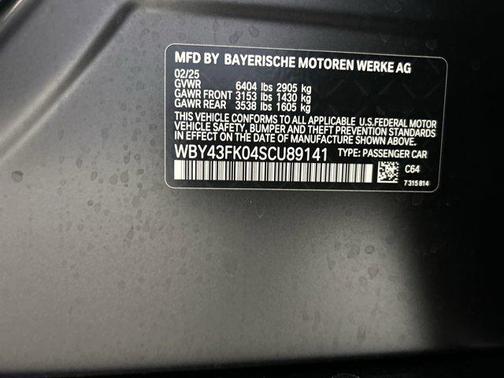 MFD BY BAYERISCHE MOTOREN WERKE AG
02/25
GVWR 6404 lbs 2905 kg
GAWR FRONT 3153 lbs 1430 kg
GAWR REAR 3538 lbs 1605 kg
THIS VEHICLE CONFORMS TO ALL APPLICABLE U.S.FEDERAL MOTOR
VEHICLE SAFETY, BUMPER AND THEFT PREVENTION STANDARDS
IN EFFECT ON THE DATE OF MANUFACTURE SHOWN ABOVE.
WBY43FK04SCU89141 TYPE: PASSENGER CAR
C64
7 315 814